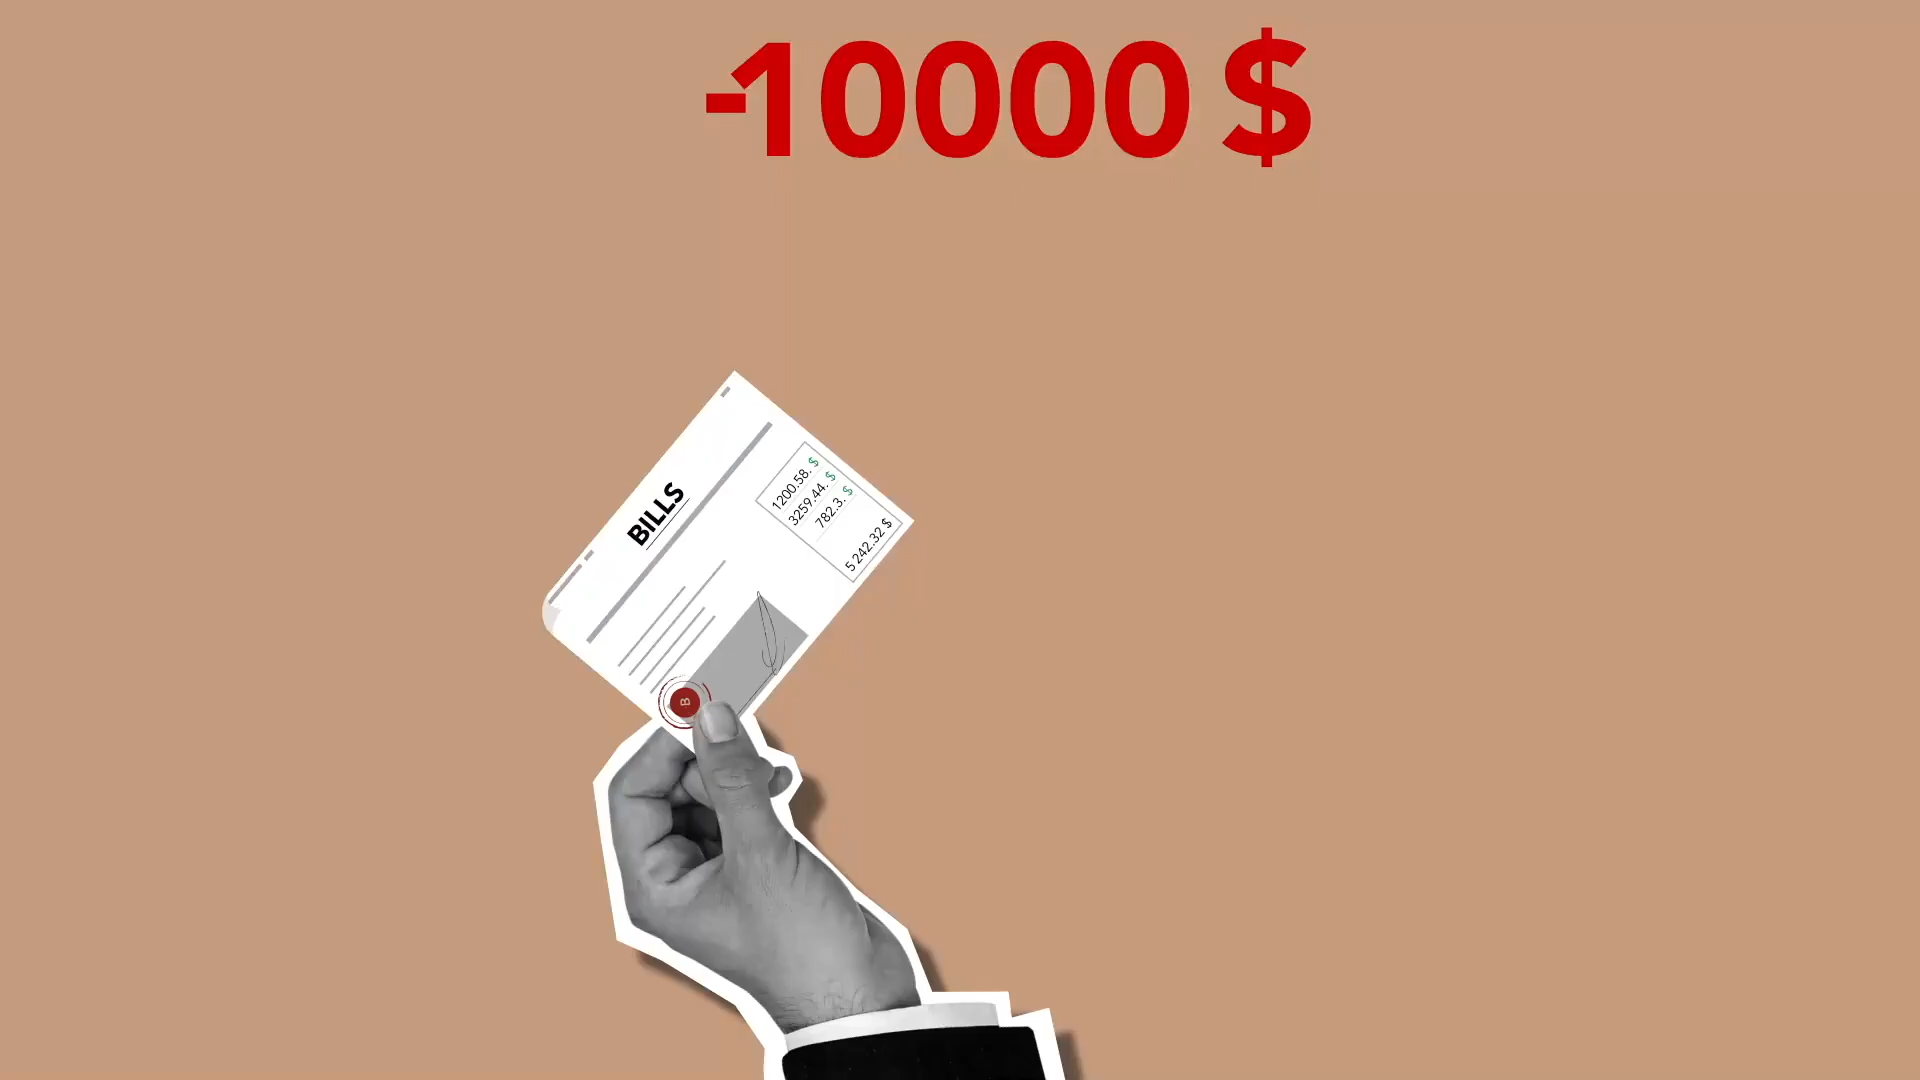 -10000 $
BILLS
1200.58. $
3259.44. $
782.3. $
5 242.32 $
B